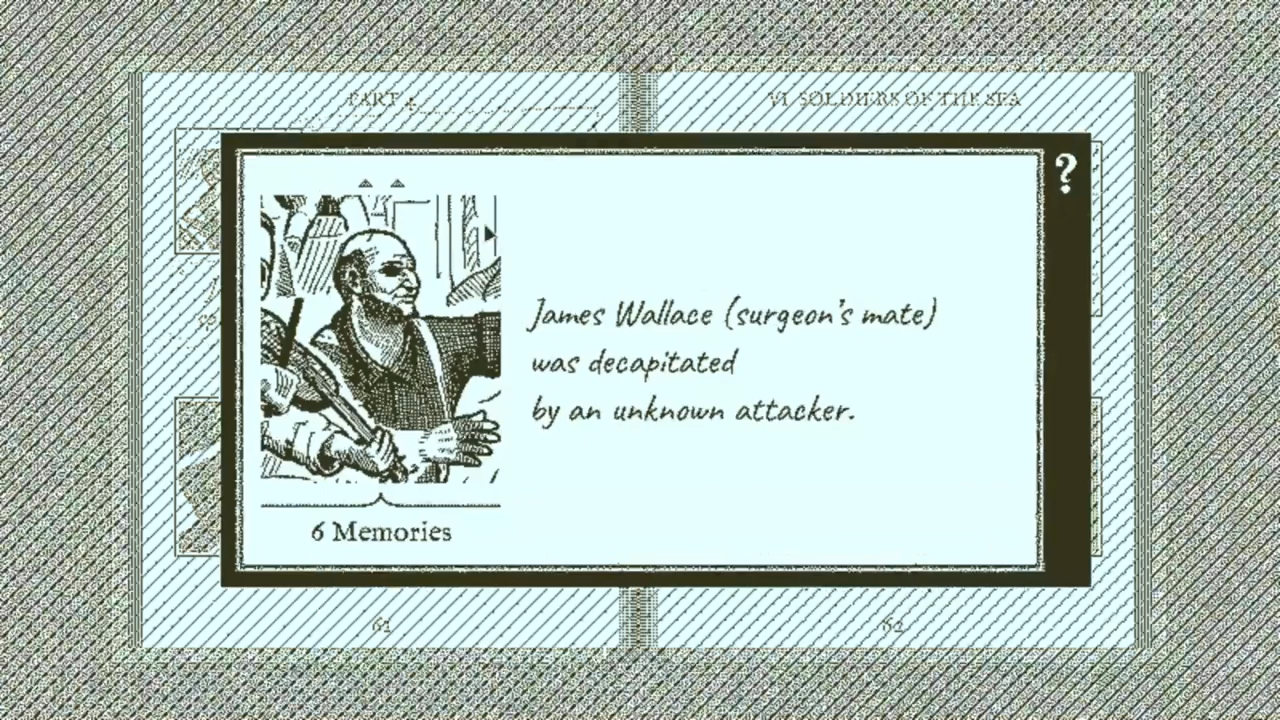 PART 4
VI. SOLDIERS OF THE SEA
?
James Wallace (surgeon's mate)
was decapitated
by an unknown attacker.
6 Memories
61
62